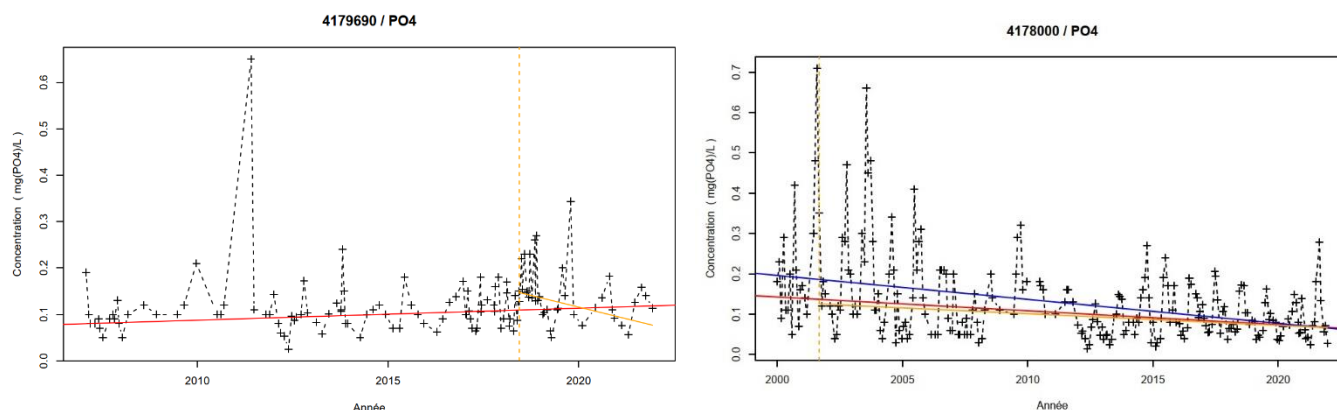 4179690 / PO4
Concentration ( mg(PO4)/L )
0.6
0.5
0.4
0.3
0.2
0.1
0.0
2010 2015 2020
Année
4178000 / PO4
Concentration ( mg(PO4)/L )
0.7
0.6
0.5
0.4
0.3
0.2
0.1
0.0
2000 2005 2010 2015 2020
Année